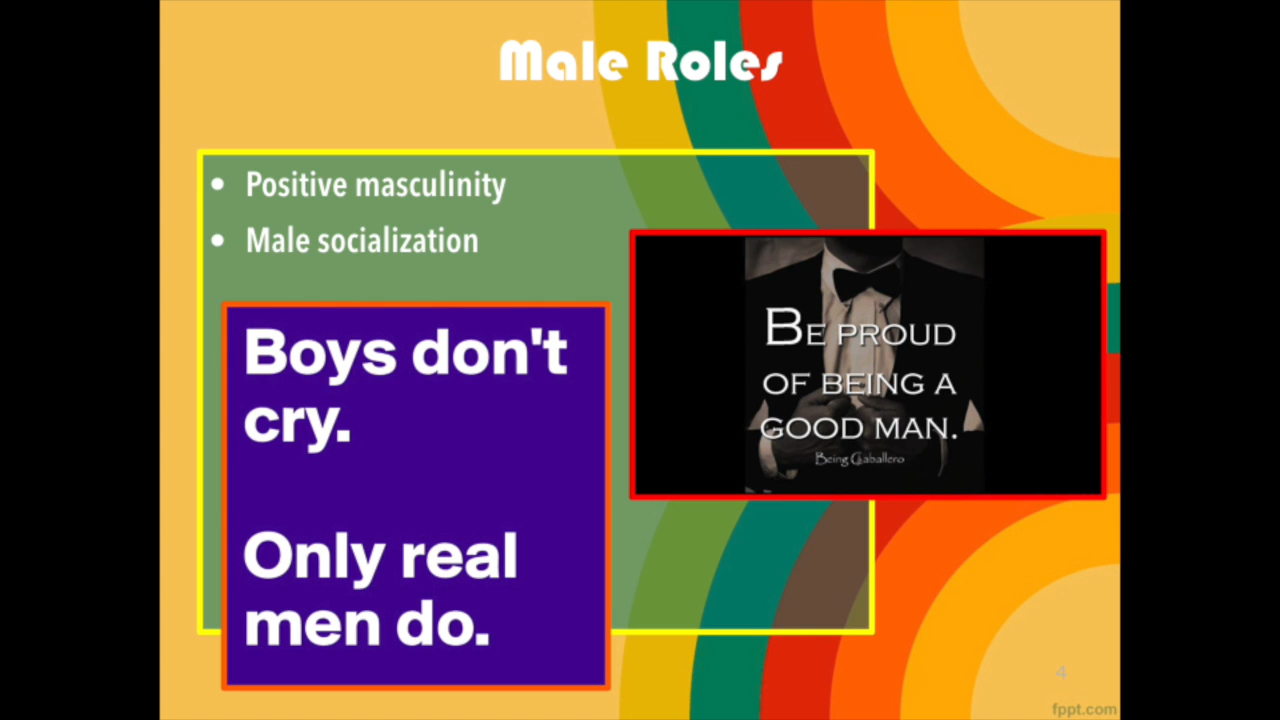 Male Roles
• Positive masculinity
• Male socialization
Boys don't
cry.
Only real
men do.
BE PROUD
OF BEING A
GOOD MAN.
Being Caballero
4
fppt.com